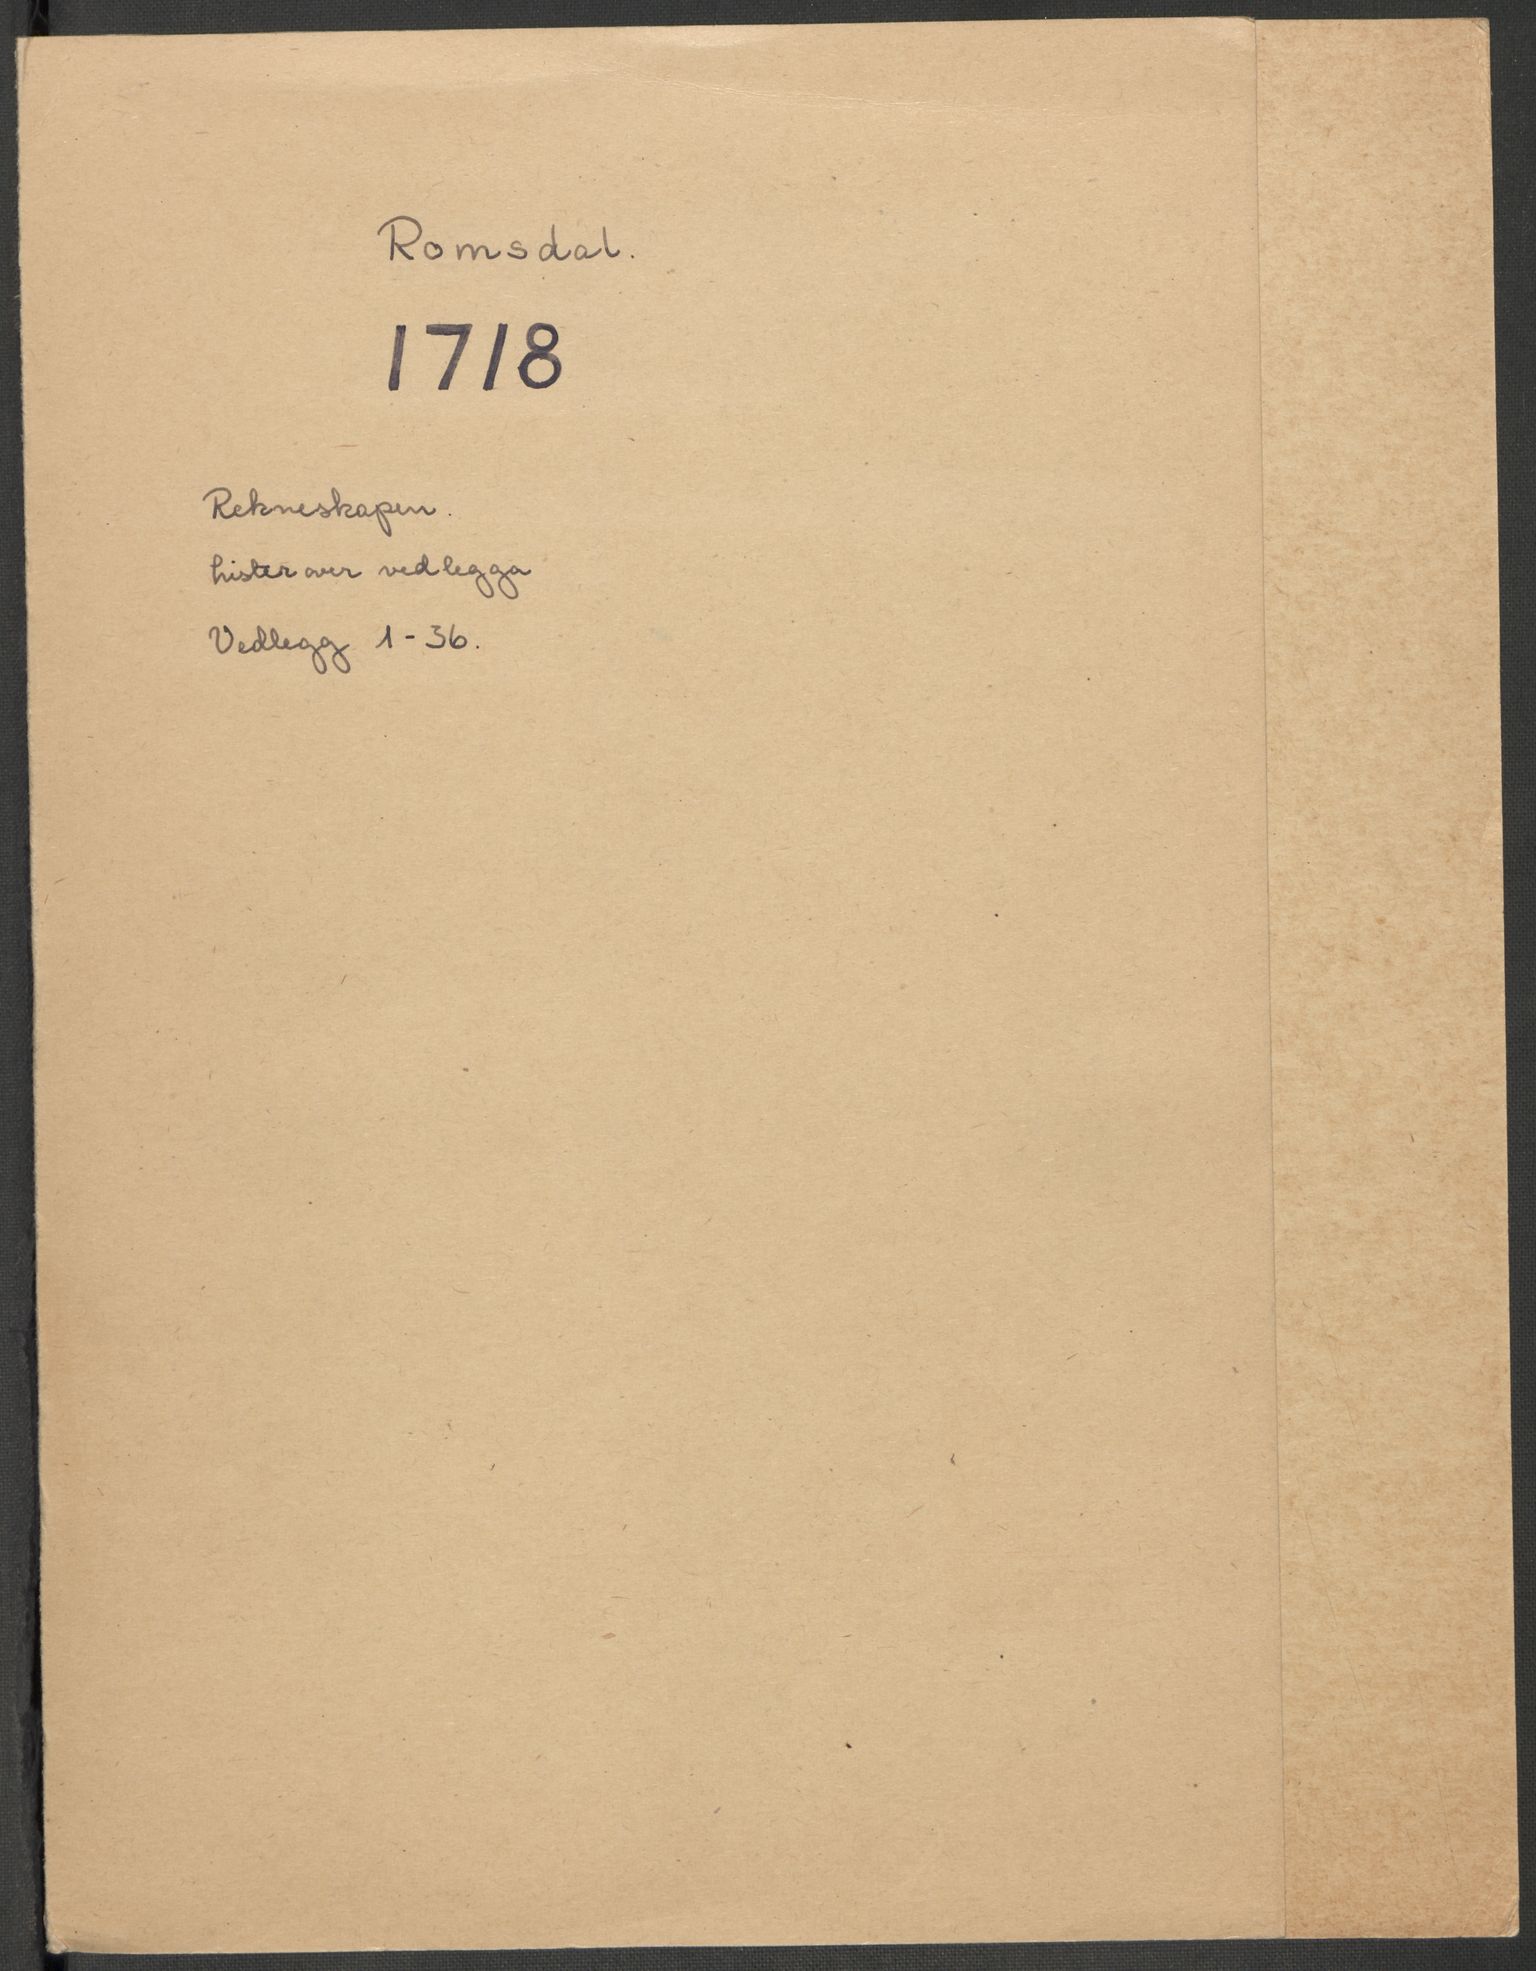 Romsdal.
1718
Rekneskapen.
Lister over vedlegga
Vedlegg 1-36.